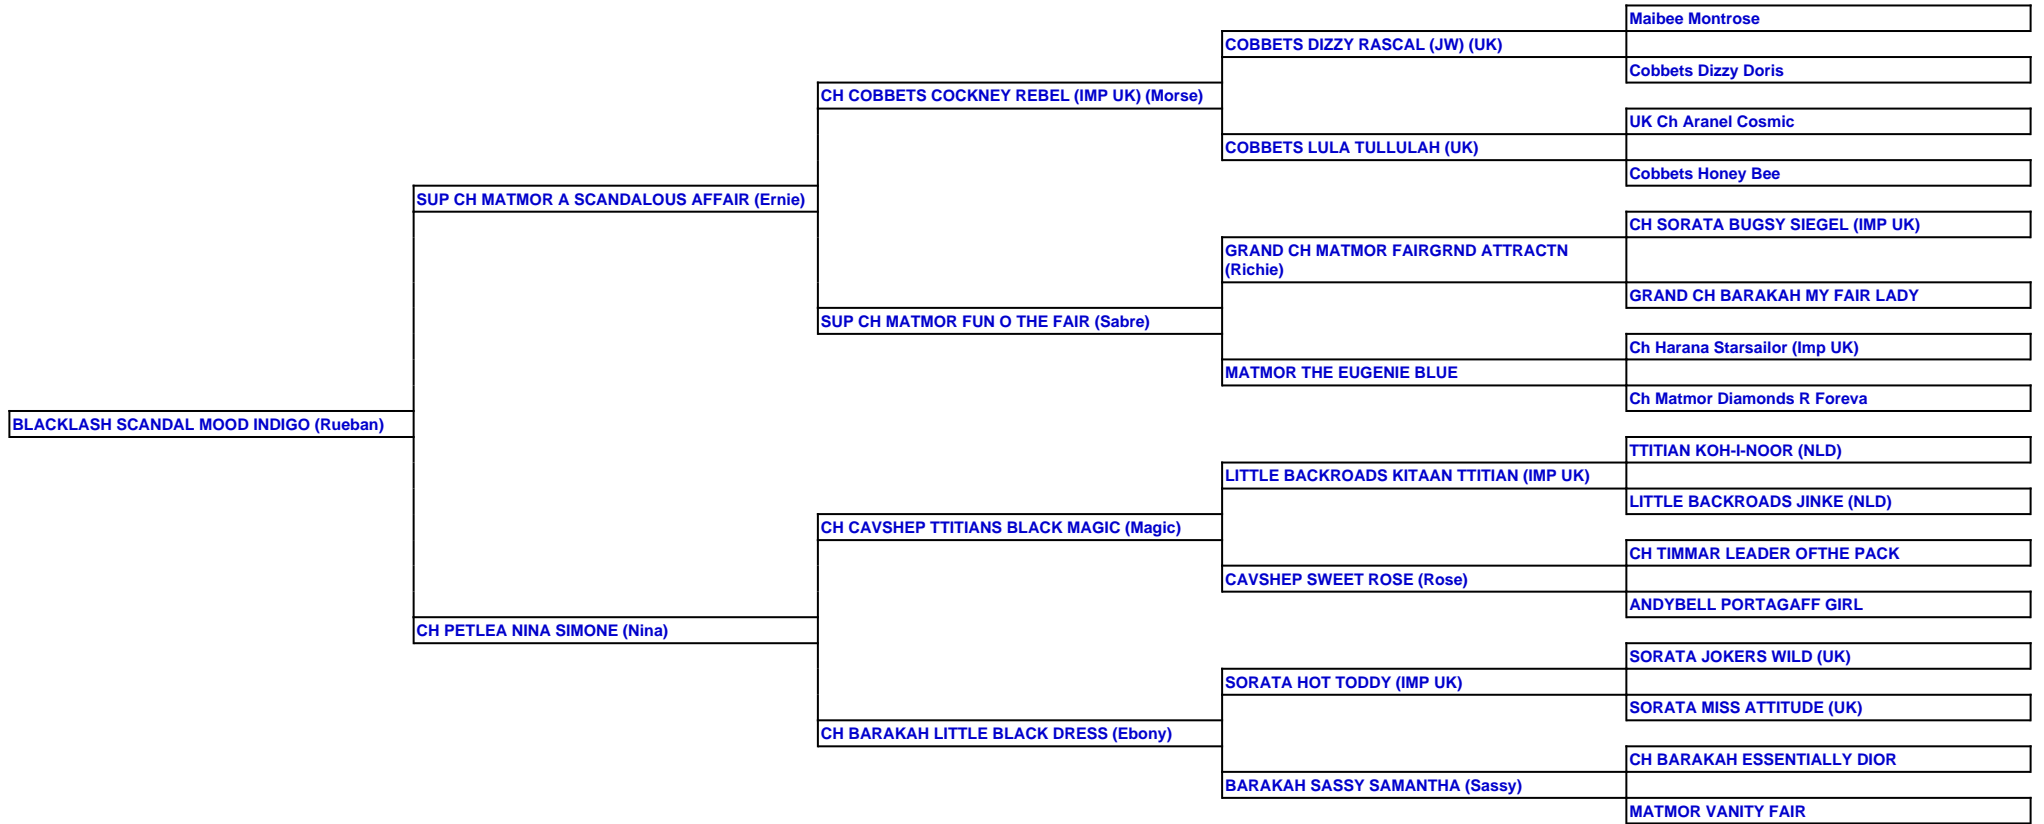 Maibee Montrose
COBBETS DIZZY RASCAL (JW) (UK)
Cobbets Dizzy Doris
CH COBBETS COCKNEY REBEL (IMP UK) (Morse)
UK Ch Aranel Cosmic
COBBETS LULA TULLULAH (UK)
Cobbets Honey Bee
SUP CH MATMOR A SCANDALOUS AFFAIR (Ernie)
CH SORATA BUGSY SIEGEL (IMP UK)
GRAND CH MATMOR FAIRGRND ATTRACTN
(Richie)
GRAND CH BARAKAH MY FAIR LADY
SUP CH MATMOR FUN O THE FAIR (Sabre)
Ch Harana Starsailor (Imp UK)
MATMOR THE EUGENIE BLUE
Ch Matmor Diamonds R Foreva
BLACKLASH SCANDAL MOOD INDIGO (Rueban)
TTITIAN KOH-I-NOOR (NLD)
LITTLE BACKROADS KITAAN TTITIAN (IMP UK)
LITTLE BACKROADS JINKE (NLD)
CH CAVSHEP TTITIANS BLACK MAGIC (Magic)
CH TIMMAR LEADER OFTHE PACK
CAVSHEP SWEET ROSE (Rose)
ANDYBELL PORTAGAFF GIRL
CH PETLEA NINA SIMONE (Nina)
SORATA JOKERS WILD (UK)
SORATA HOT TODDY (IMP UK)
SORATA MISS ATTITUDE (UK)
CH BARAKAH LITTLE BLACK DRESS (Ebony)
CH BARAKAH ESSENTIALLY DIOR
BARAKAH SASSY SAMANTHA (Sassy)
MATMOR VANITY FAIR